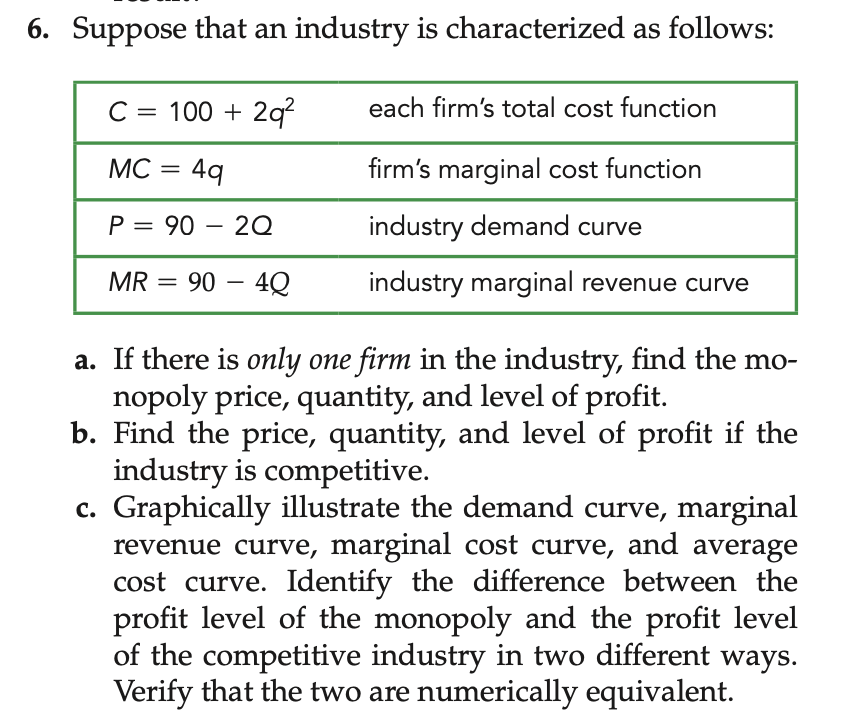 6. Suppose that an industry is characterized as follows:
C = 100 + 2q² each firm's total cost function
MC = 4q firm's marginal cost function
P = 90 − 2Q industry demand curve
MR = 90 − 4Q industry marginal revenue curve
a. If there is only one firm in the industry, find the mo-
nopoly price, quantity, and level of profit.
b. Find the price, quantity, and level of profit if the
industry is competitive.
c. Graphically illustrate the demand curve, marginal
revenue curve, marginal cost curve, and average
cost curve. Identify the difference between the
profit level of the monopoly and the profit level
of the competitive industry in two different ways.
Verify that the two are numerically equivalent.